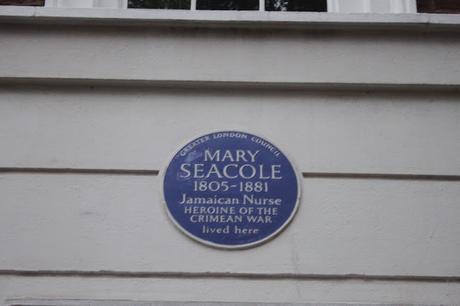 GREATER LONDON COUNCIL
MARY
SEACOLE
1805-1881
Jamaican Nurse
HEROINE OF THE
CRIMEAN WAR
lived here